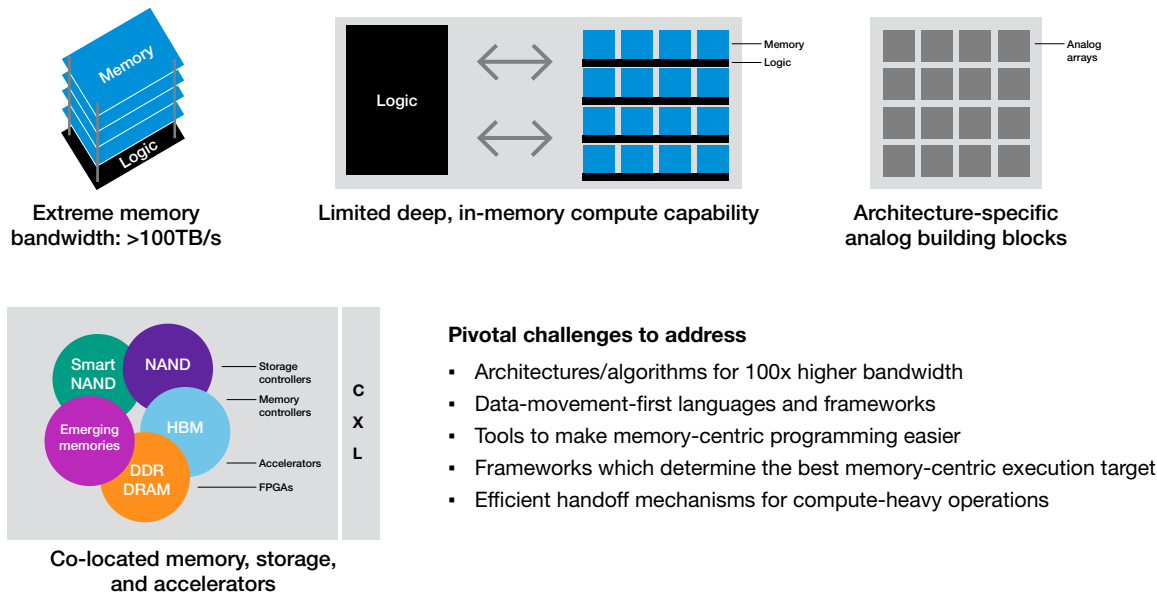 Memory
Logic
Extreme memory
bandwidth: >100TB/s
Logic
Memory
Logic
Limited deep, in-memory compute capability
Analog
arrays
Architecture-specific
analog building blocks
Smart
NAND
NAND
Emerging
memories
HBM
DDR
DRAM
Storage
controllers
Memory
controllers
Accelerators
FPGAs
C
X
L
Co-located memory, storage,
and accelerators
Pivotal challenges to address
▪ Architectures/algorithms for 100x higher bandwidth
▪ Data-movement-first languages and frameworks
▪ Tools to make memory-centric programming easier
▪ Frameworks which determine the best memory-centric execution target
▪ Efficient handoff mechanisms for compute-heavy operations